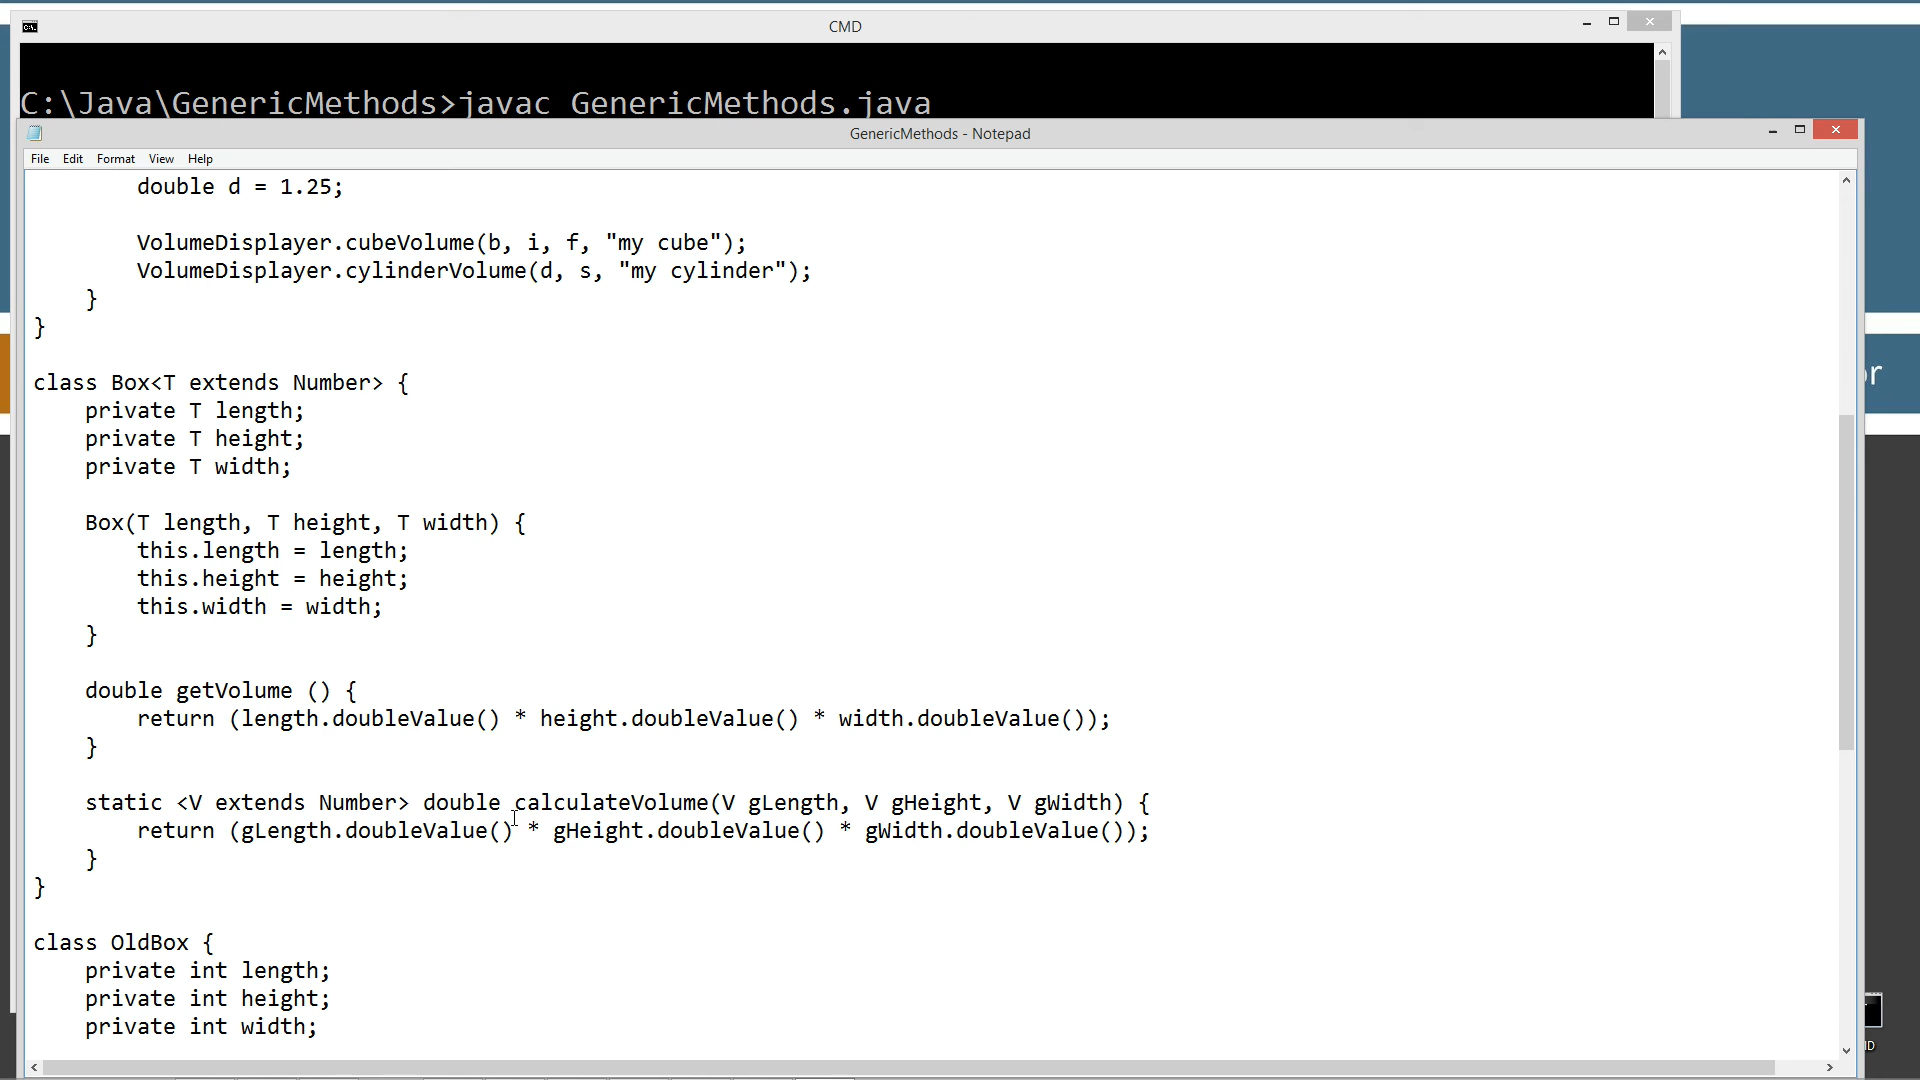 CMD
C:\Java\GenericMethods>javac GenericMethods.java
GenericMethods - Notepad
File Edit Format View Help
double d = 1.25;
VolumeDisplayer.cubeVolume(b, i, f, "my cube");
VolumeDisplayer.cylinderVolume(d, s, "my cylinder");
}
}
class Box<T extends Number> {
private T length;
private T height;
private T width;
Box(T length, T height, T width) {
this.length = length;
this.height = height;
this.width = width;
}
double getVolume () {
return (length.doubleValue() * height.doubleValue() * width.doubleValue());
}
static <V extends Number> double calculateVolume(V gLength, V gHeight, V gWidth) {
return (gLength.doubleValue() * gHeight.doubleValue() * gWidth.doubleValue());
}
}
class OldBox {
private int length;
private int height;
private int width;